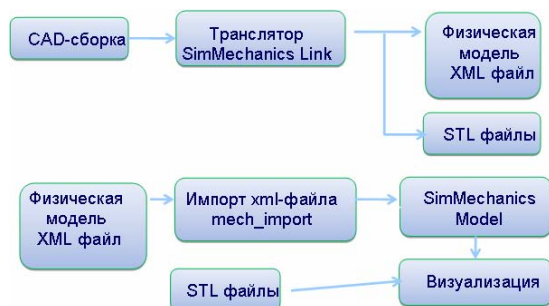 CAD-сборка
Транслятор
SimMechanics Link
Физическая
модель
XML файл
STL файлы
Физическая
модель
XML файл
Импорт xml-файла
mech_import
SimMechanics
Model
STL файлы
Визуализация